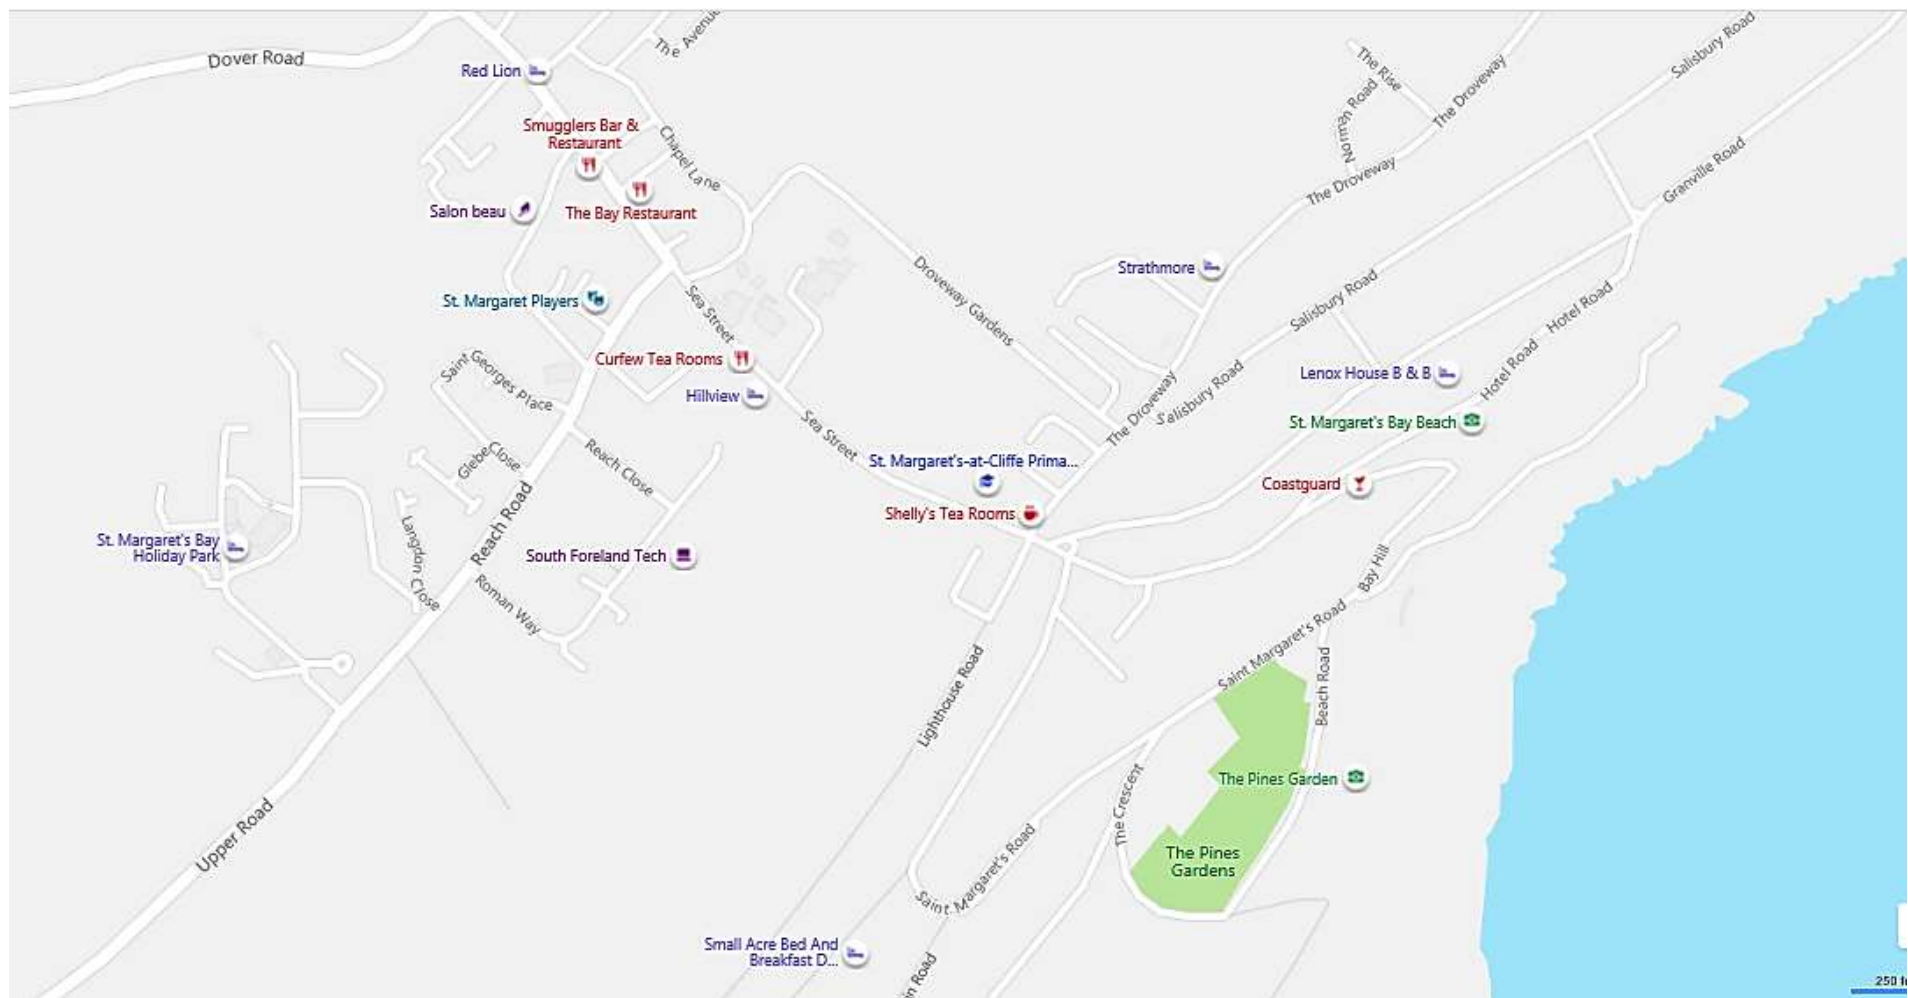 Dover Road
Red Lion
The Avenue
The Rise
Salisbury Road
Smugglers Bar &
Restaurant
Chapel Lane
Norman Road
The Droveway
The Droveway
Granville Road
Salon beau
The Bay Restaurant
Strathmore
St. Margaret Players
Sea Street
Droveway Gardens
Salisbury Road
Hotel Road
Curfew Tea Rooms
Saint Georges Place
Hillview
Lenox House B & B
Hotel Road
The Droveway
Salisbury Road
St. Margaret's Bay Beach
Sea Street
Glebe Close
Reach Close
St. Margaret's-at-Cliffe Prima...
Coastguard
Shelly's Tea Rooms
Reach Road
Langdon Close
St. Margaret's Bay
Holiday Park
South Foreland Tech
Roman Way
Bay Hill
Saint Margaret's Road
Lighthouse Road
Beach Road
The Pines Garden
The Crescent
Upper Road
Saint Margaret's Road
The Pines
Gardens
Small Acre Bed And
Breakfast D...
in Road
250